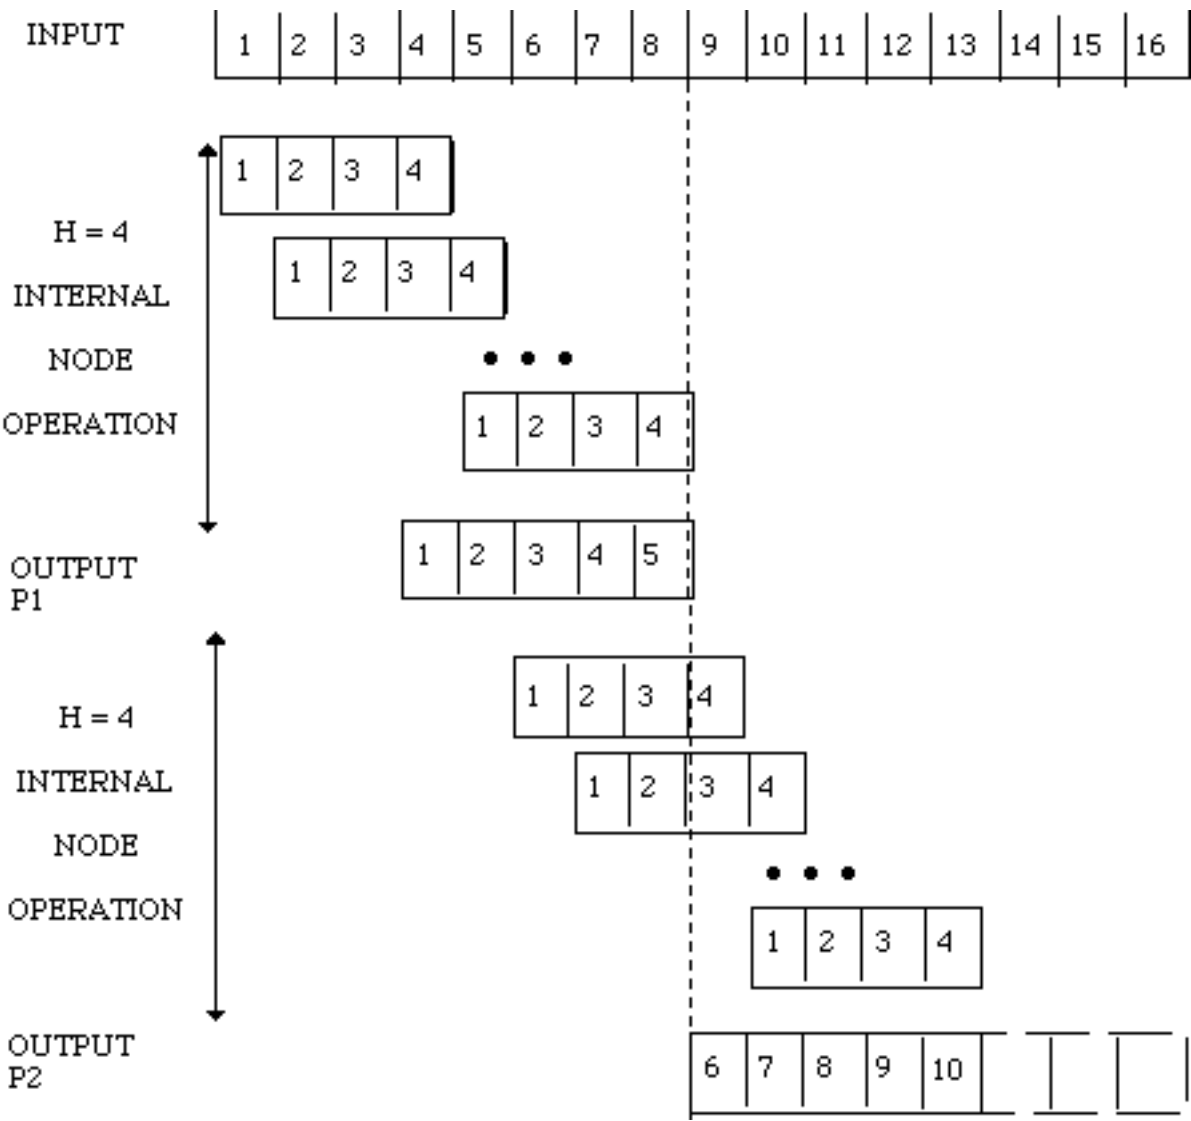 INPUT 1 2 3 4 5 6 7 8 9 10 11 12 13 14 15 16
1 2 3 4
H = 4
1 2 3 4
INTERNAL
NODE
• • •
OPERATION
1 2 3 4
OUTPUT
P1
1 2 3 4 5
1 2 3 4
H = 4
INTERNAL
1 2 3 4
NODE
• • •
OPERATION
1 2 3 4
OUTPUT
P2
6 7 8 9 10